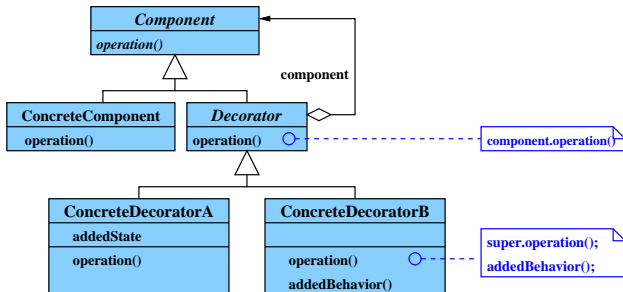 Component
operation()
component
ConcreteComponent
operation()
Decorator
operation()
component.operation()
ConcreteDecoratorA
addedState
operation()
ConcreteDecoratorB
operation()
addedBehavior()
super.operation();
addedBehavior();